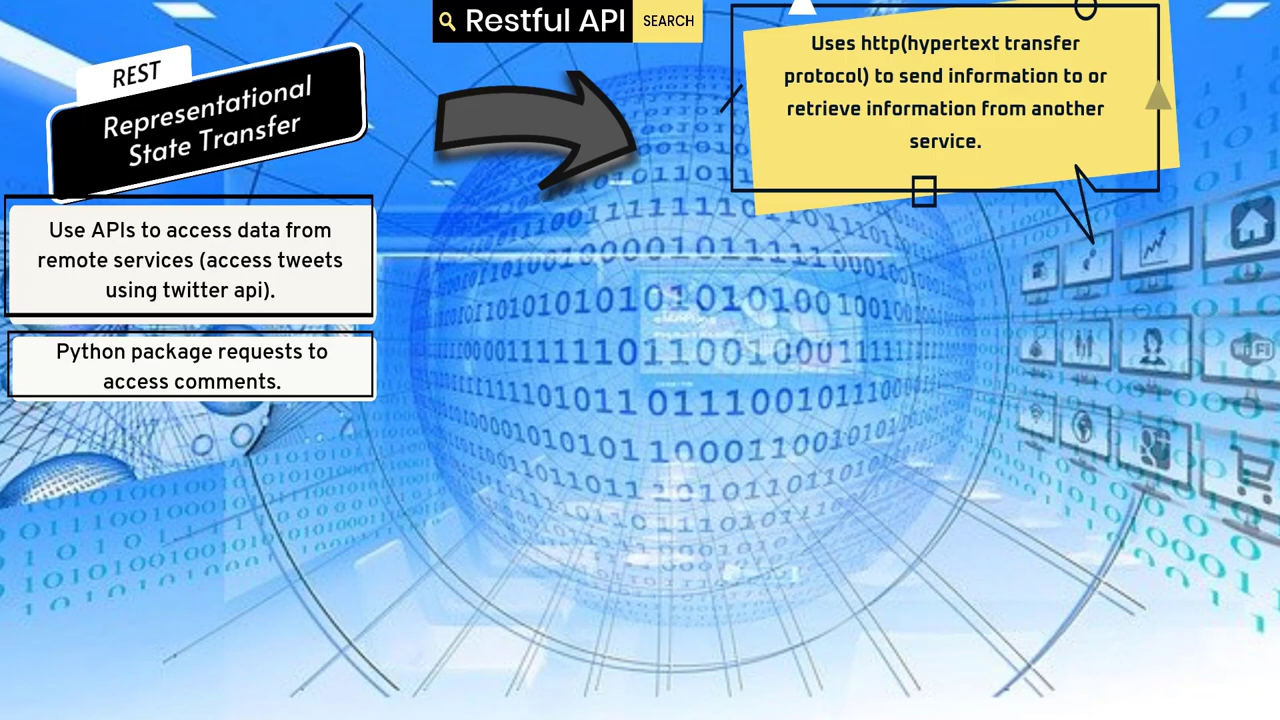 Restful API
SEARCH
REST
Representational
State Transfer
Uses http(hypertext transfer
protocol) to send information to or
retrieve information from another
service.
Use APIs to access data from
remote services (access tweets
using twitter api).
Python package requests to
access comments.